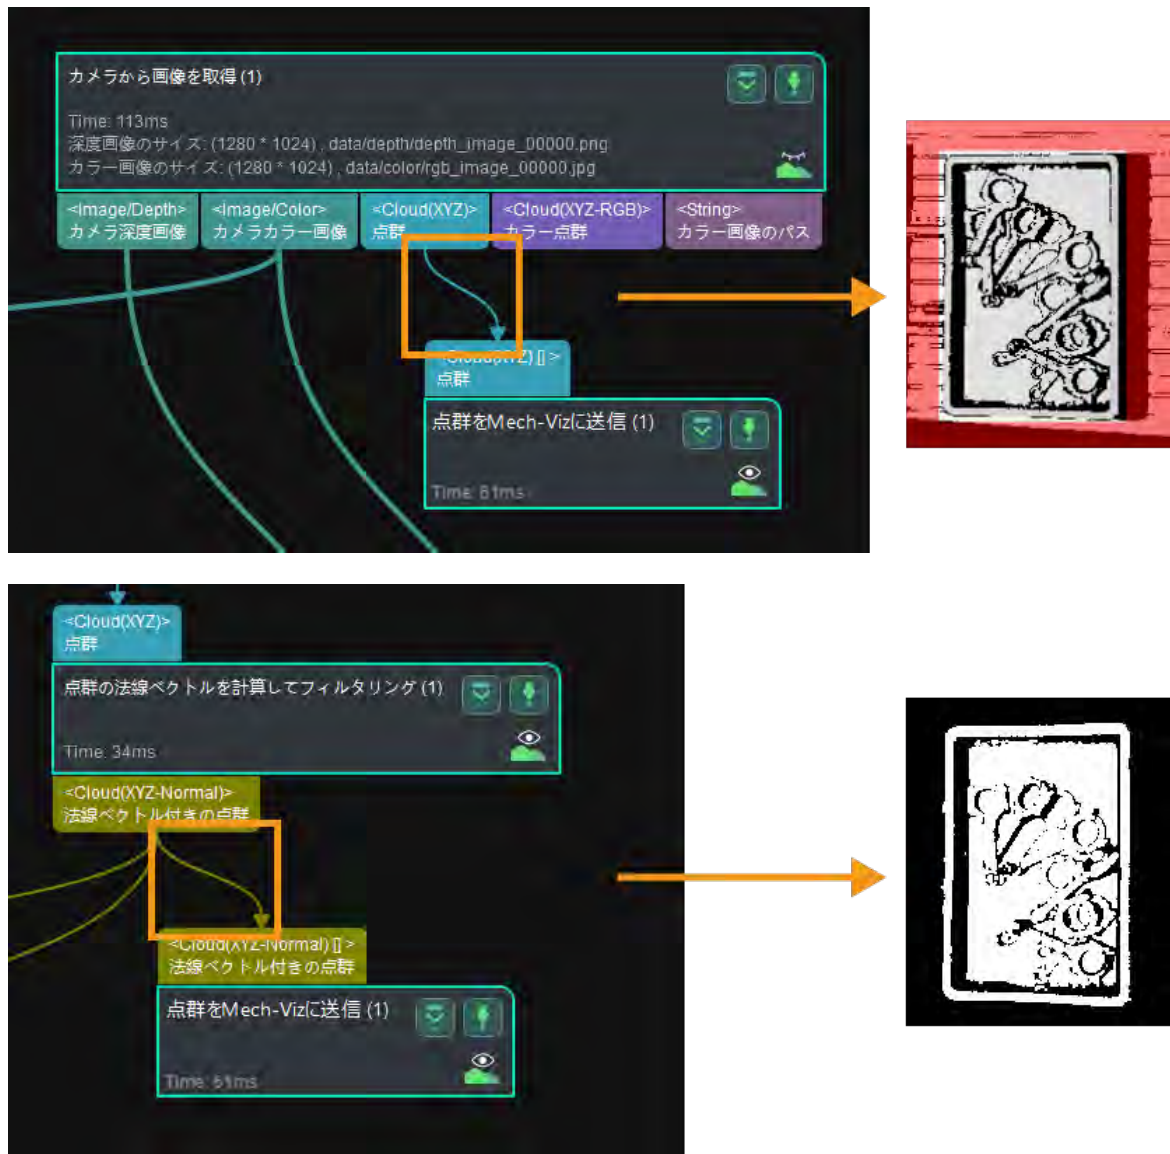 カメラから画像を取得 (1)
Time: 113ms
深度画像のサイズ: (1280 * 1024) , data/depth/depth_image_00000.png
カラー画像のサイズ: (1280 * 1024) , data/color/rgb_image_00000.jpg
<Image/Depth> <Image/Color> <Cloud(XYZ)> <Cloud(XYZ-RGB)> <String>
カメラ深度画像 カメラカラー画像 点群 カラー点群 カラー画像のパス
<Cloud(XYZ) [] >
点群
点群をMech-Vizに送信 (1)
Time: 61ms
<Cloud(XYZ)>
点群
点群の法線ベクトルを計算してフィルタリング (1)
Time: 34ms
<Cloud(XYZ-Normal)>
法線ベクトル付きの点群
<Cloud(XYZ-Normal) [] >
法線ベクトル付きの点群
点群をMech-Vizに送信 (1)
Time: 61ms